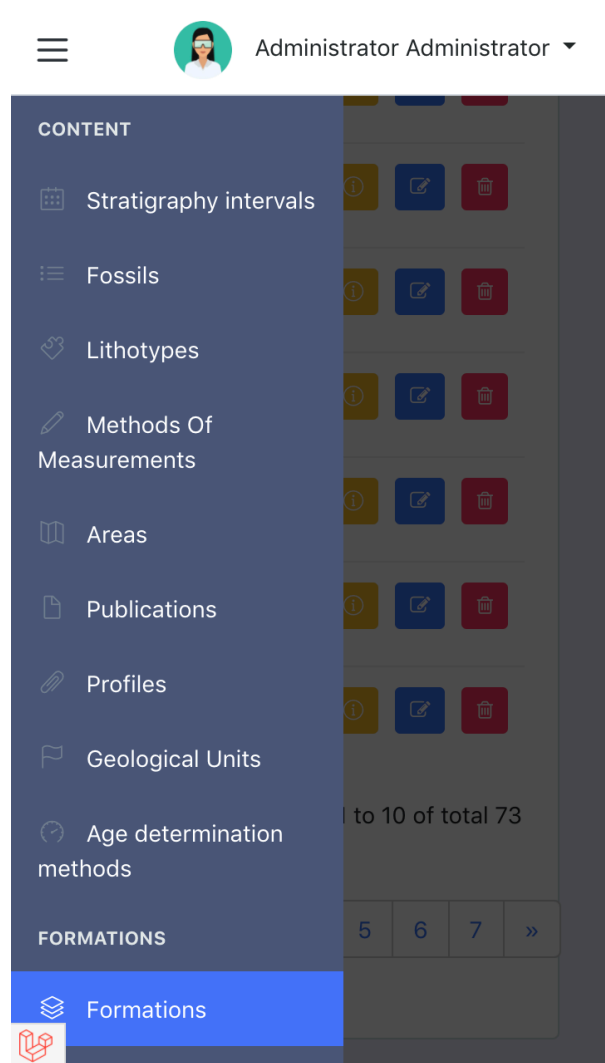 Administrator Administrator
CONTENT
Stratigraphy intervals
Fossils
Lithotypes
Methods Of
Measurements
Areas
Publications
Profiles
Geological Units
Age determination
methods
to 10 of total 73
5 6 7 »
FORMATIONS
Formations